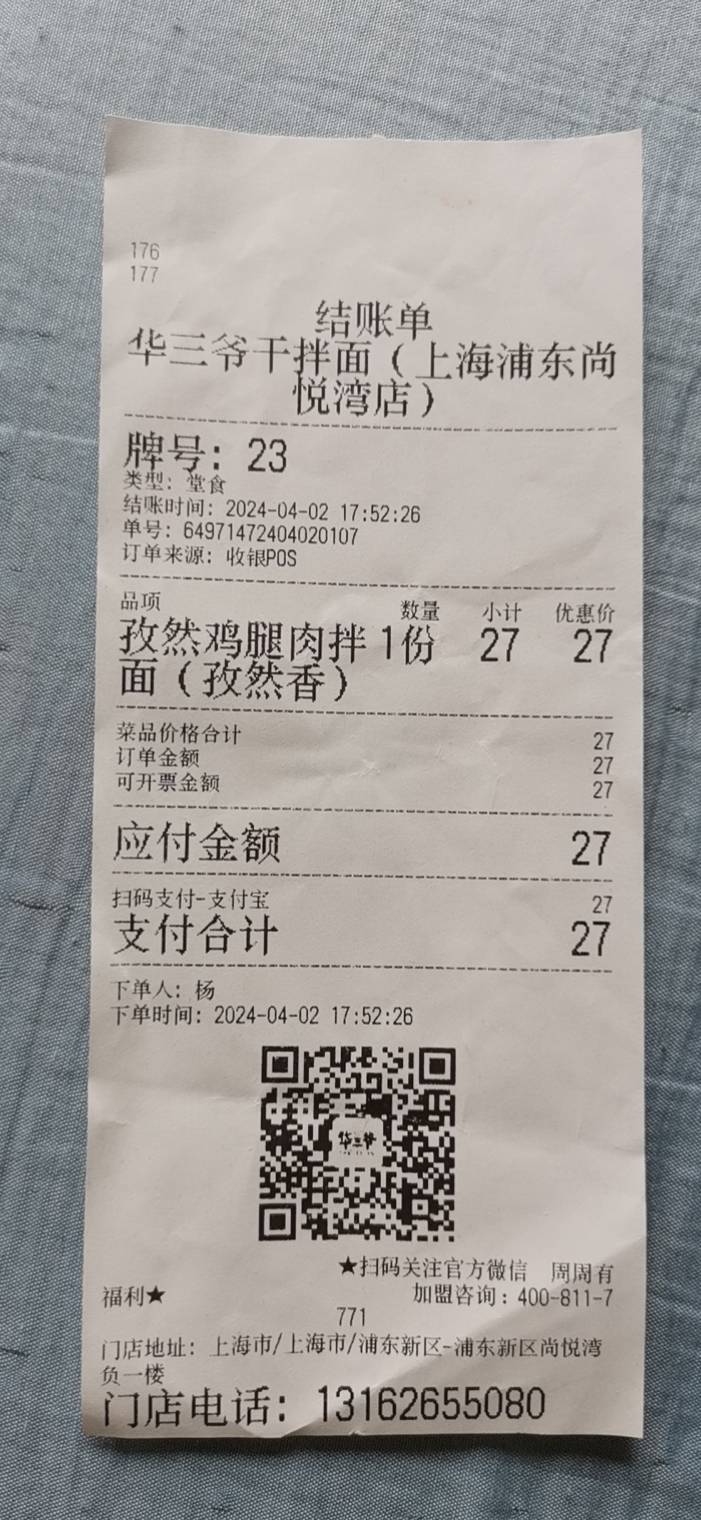 176
177
结账单
华三爷干拌面（上海浦东尚
悦湾店）
牌号：23
类型：堂食
结账时间：2024-04-02 17:52:26
单号：64971472404020107
订单来源：收银POS
品项 数量 小计 优惠价
孜然鸡腿肉拌 1份 27 27
面（孜然香）
菜品价格合计 27
订单金额 27
可开票金额 27
应付金额 27
扫码支付-支付宝 27
支付合计 27
下单人：杨
下单时间：2024-04-02 17:52:26
华三爷
★扫码关注官方微信 周周有
福利★ 加盟咨询：400-811-7
771
门店地址：上海市/上海市/浦东新区-浦东新区尚悦湾
负一楼
门店电话：13162655080